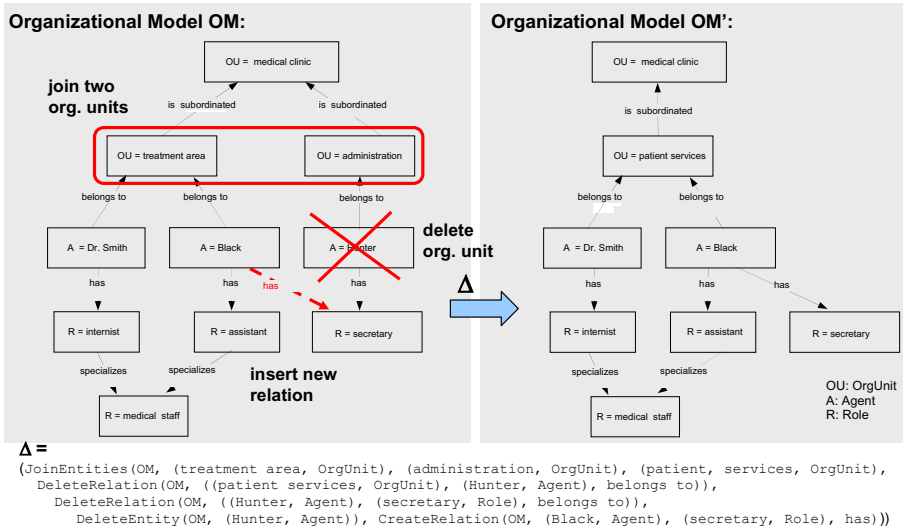 Organizational Model OM:
Organizational Model OM’:
OU = medical clinic
join two
org. units
is subordinated
is subordinated
OU = treatment area
OU = administration
belongs to
belongs to
belongs to
A = Dr. Smith
A = Black
A = Hunter
delete
org. unit
has
has
has
has
R = internist
R = assistant
R = secretary
specializes
specializes
insert new
relation
R = medical staff
Δ
OU = medical clinic
is subordinated
OU = patient services
belongs to
belongs to
A = Dr. Smith
A = Black
has
has
has
R = internist
R = assistant
R = secretary
specializes
specializes
R = medical staff
OU: OrgUnit
A: Agent
R: Role
Δ =
(JoinEntities(OM, (treatment area, OrgUnit), (administration, OrgUnit), (patient, services, OrgUnit),
DeleteRelation(OM, ((patient services, OrgUnit), (Hunter, Agent), belongs to)),
DeleteRelation(OM, ((Hunter, Agent), (secretary, Role), belongs to)),
DeleteEntity(OM, (Hunter, Agent)), CreateRelation(OM, (Black, Agent), (secretary, Role), has)))